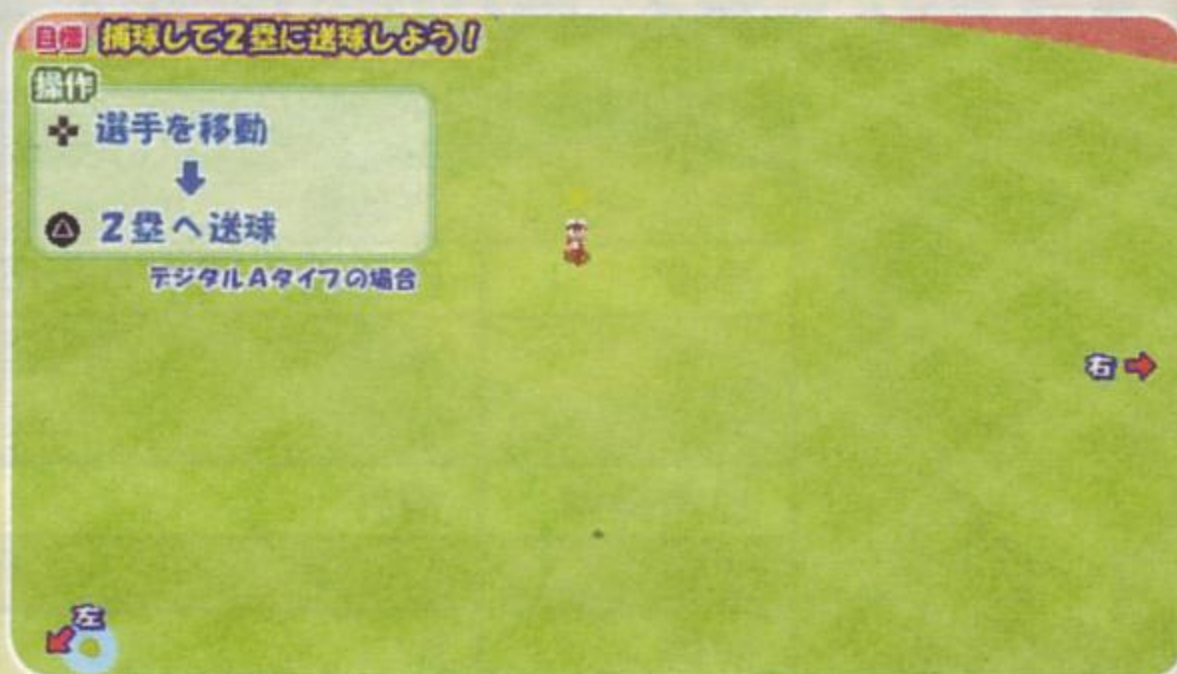 目標 捕球して2塁に送球しよう!
操作
選手を移動
2塁へ送球
デジタルAタイプの場合
右
左